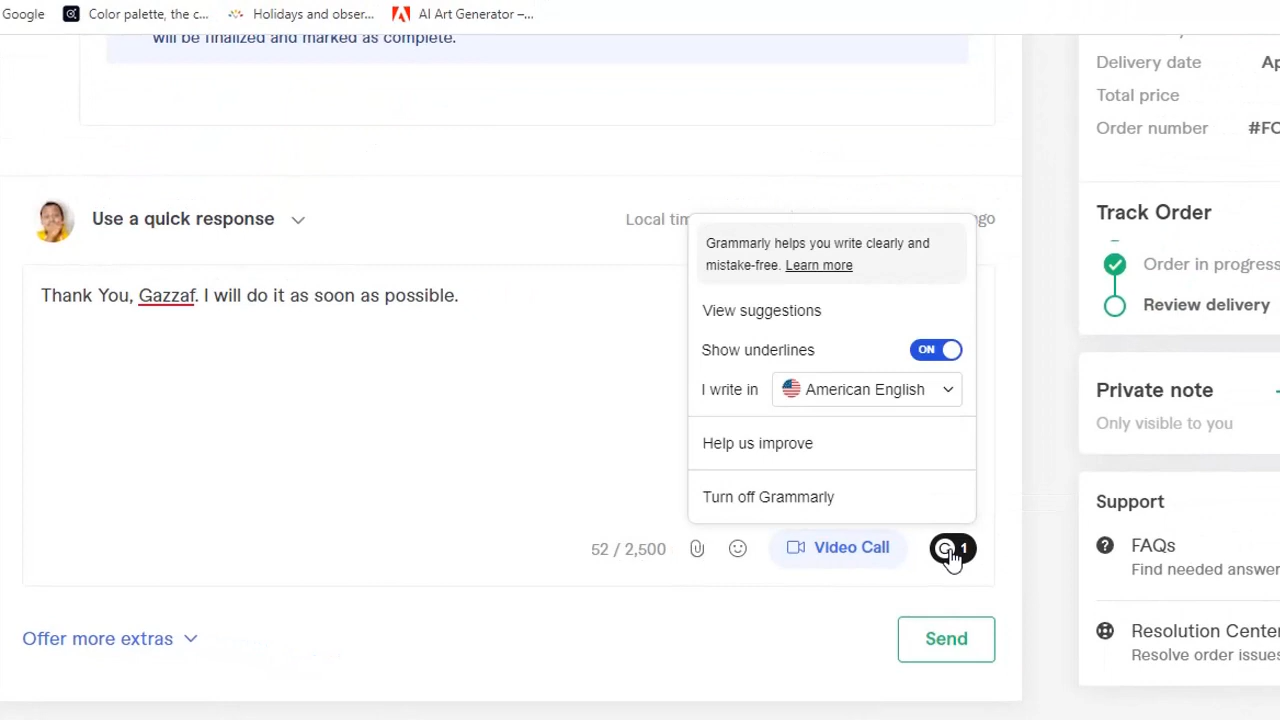 Google Color palette, the c... Holidays and obser... AI Art Generator –...
will be finalized and marked as complete.
Delivery date
Total price
Order number #FO
Use a quick response
Local tim
ago
Thank You, Gazzaf. I will do it as soon as possible.
Grammarly helps you write clearly and
mistake-free. Learn more
View suggestions
Show underlines ON
I write in American English
Help us improve
Turn off Grammarly
52 / 2,500
Video Call
1
Offer more extras
Send
Track Order
Order in progress
Review delivery
Private note
Only visible to you
Support
FAQs
Find needed answer
Resolution Center
Resolve order issues